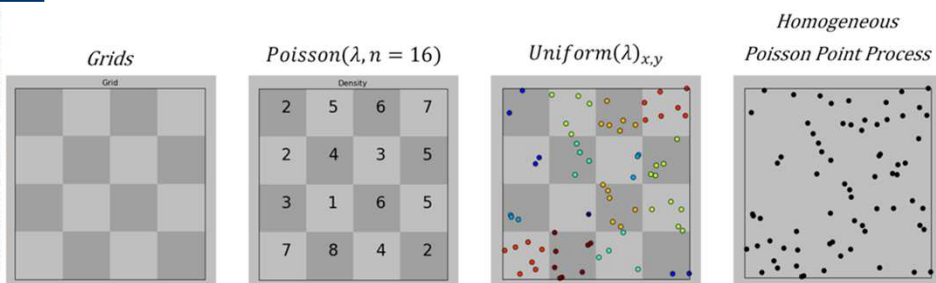 Grids
Poisson(λ, n = 16)
Uniform(λ)x,y
Homogeneous
Poisson Point Process
Grid
Density
2 5 6 7
2 4 3 5
3 1 6 5
7 8 4 2